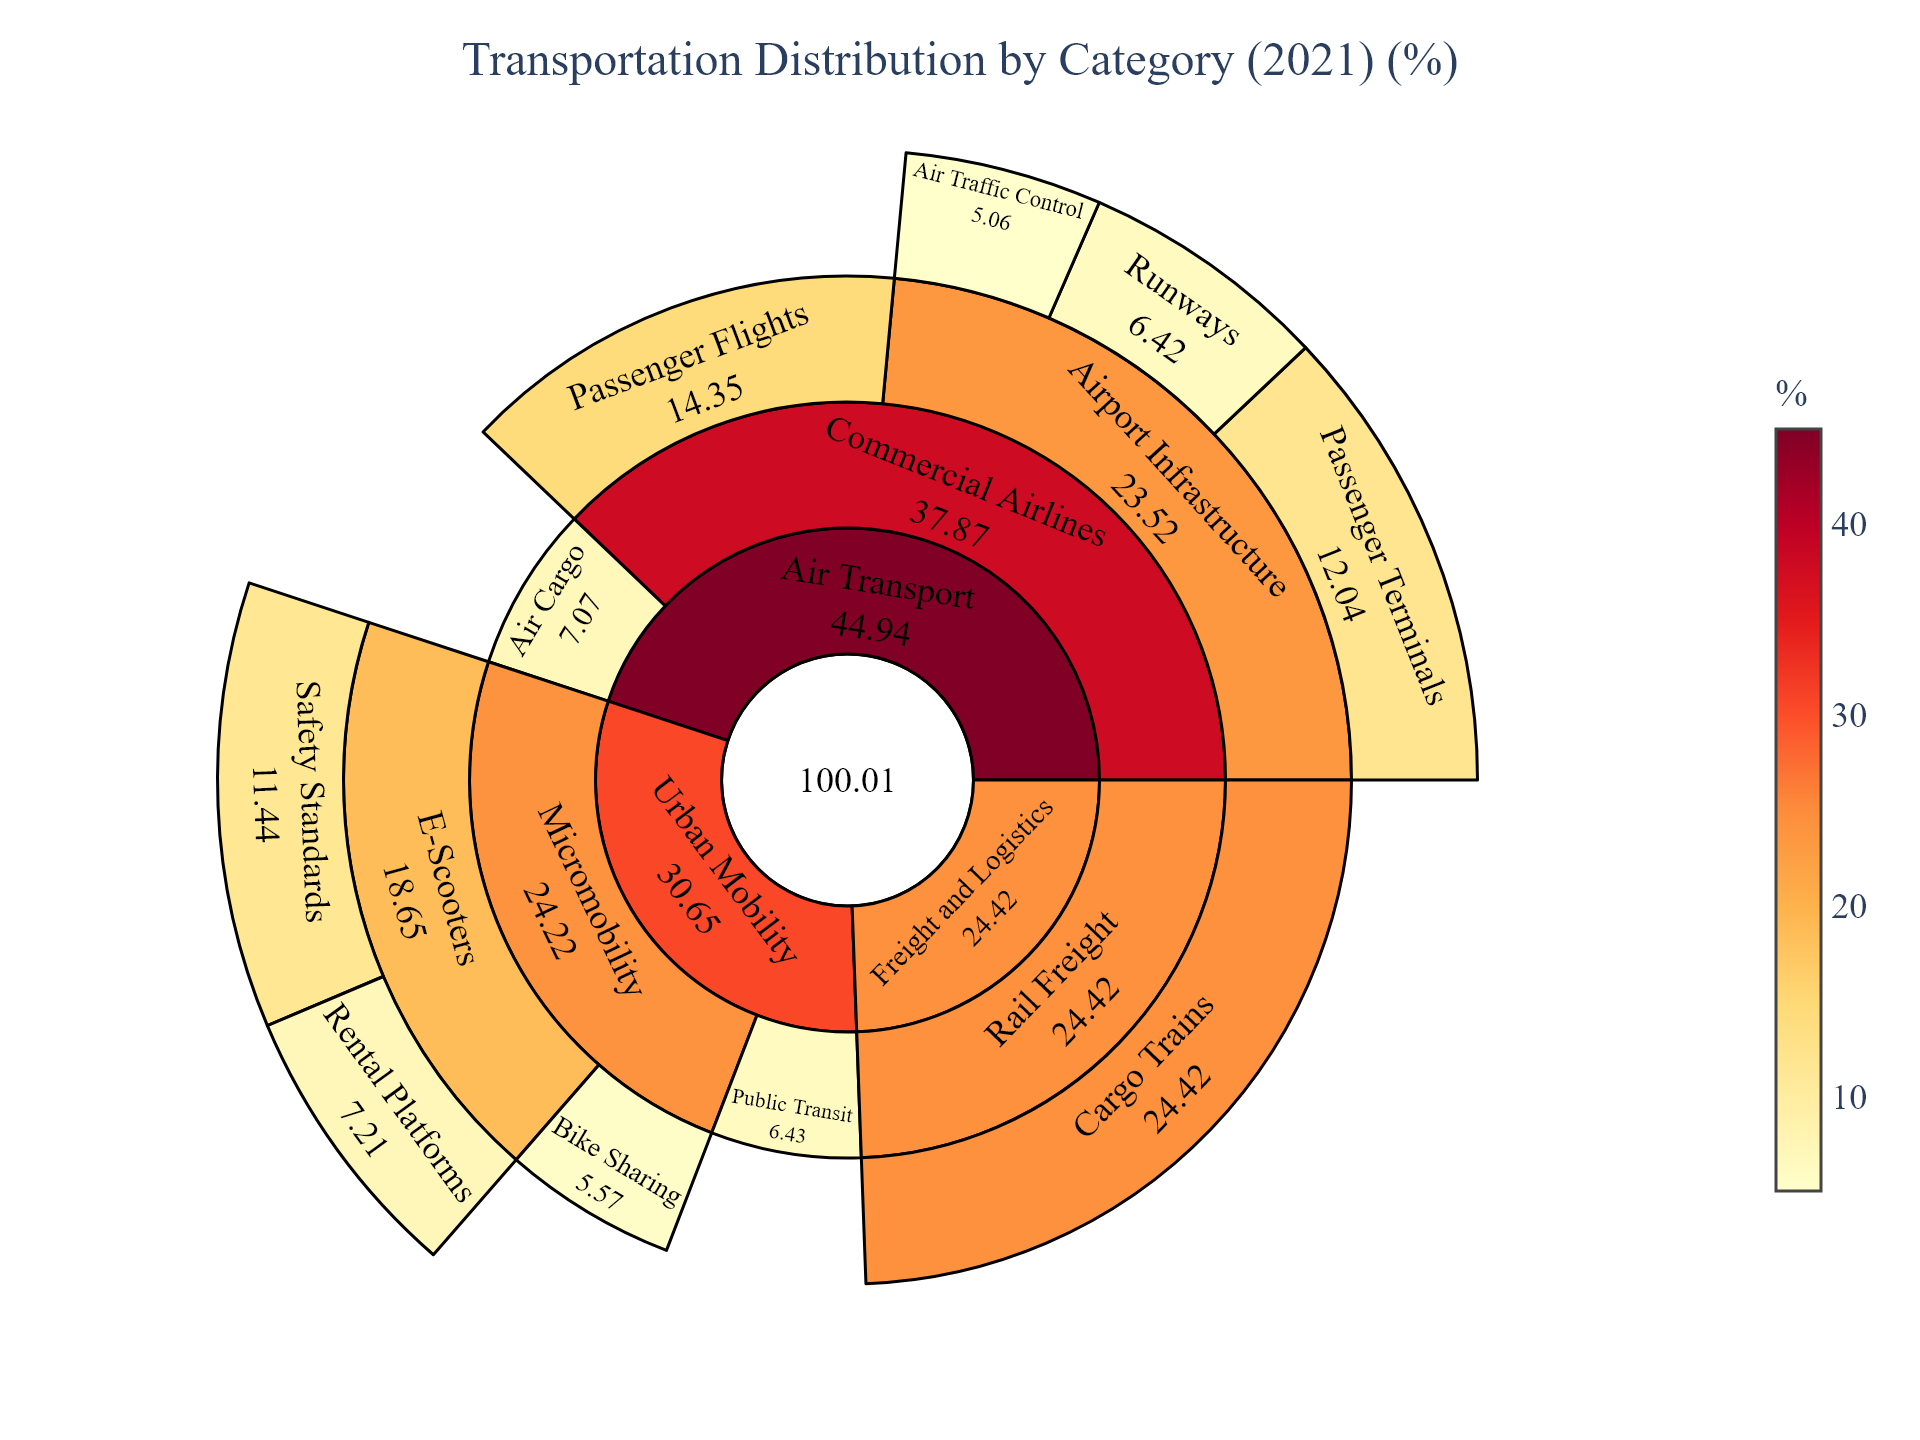 Transportation Distribution by Category (2021) (%)
Air Traffic Control
5.06
Runways
6.42
Passenger Terminals
12.04
Airport Infrastructure
23.52
Passenger Flights
14.35
Commercial Airlines
37.87
Air Transport
44.94
Air Cargo
7.07
100.01
Urban Mobility
30.65
Micromobility
24.22
E-Scooters
18.65
Safety Standards
11.44
Rental Platforms
7.21
Bike Sharing
5.57
Public Transit
6.43
Freight and Logistics
24.42
Rail Freight
24.42
Cargo Trains
24.42
%
40
30
20
10